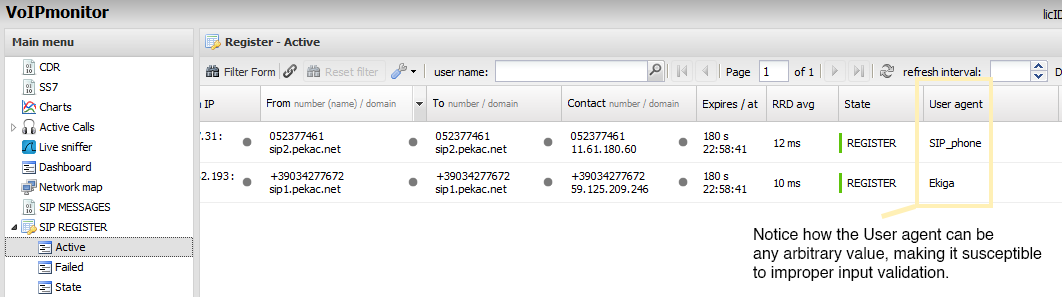 VoIPmonitor
licID
Main menu
Register - Active
CDR
SS7
Charts
Active Calls
Live sniffer
Dashboard
Network map
SIP MESSAGES
SIP REGISTER
Active
Failed
State
Filter Form
Reset filter
user name:
Page 1 of 1
refresh interval:
IP From number (name) / domain To number / domain Contact number / domain Expires / at RRD avg State User agent
7.31: 052377461 052377461 052377461 180 s 12 ms REGISTER SIP_phone
sip2.pekac.net sip2.pekac.net 11.61.180.60 22:58:41
2.193: +39034277672 +39034277672 +39034277672 180 s 10 ms REGISTER Ekiga
sip1.pekac.net sip1.pekac.net 59.125.209.246 22:58:41
Notice how the User agent can be
any arbitrary value, making it susceptible
to improper input validation.